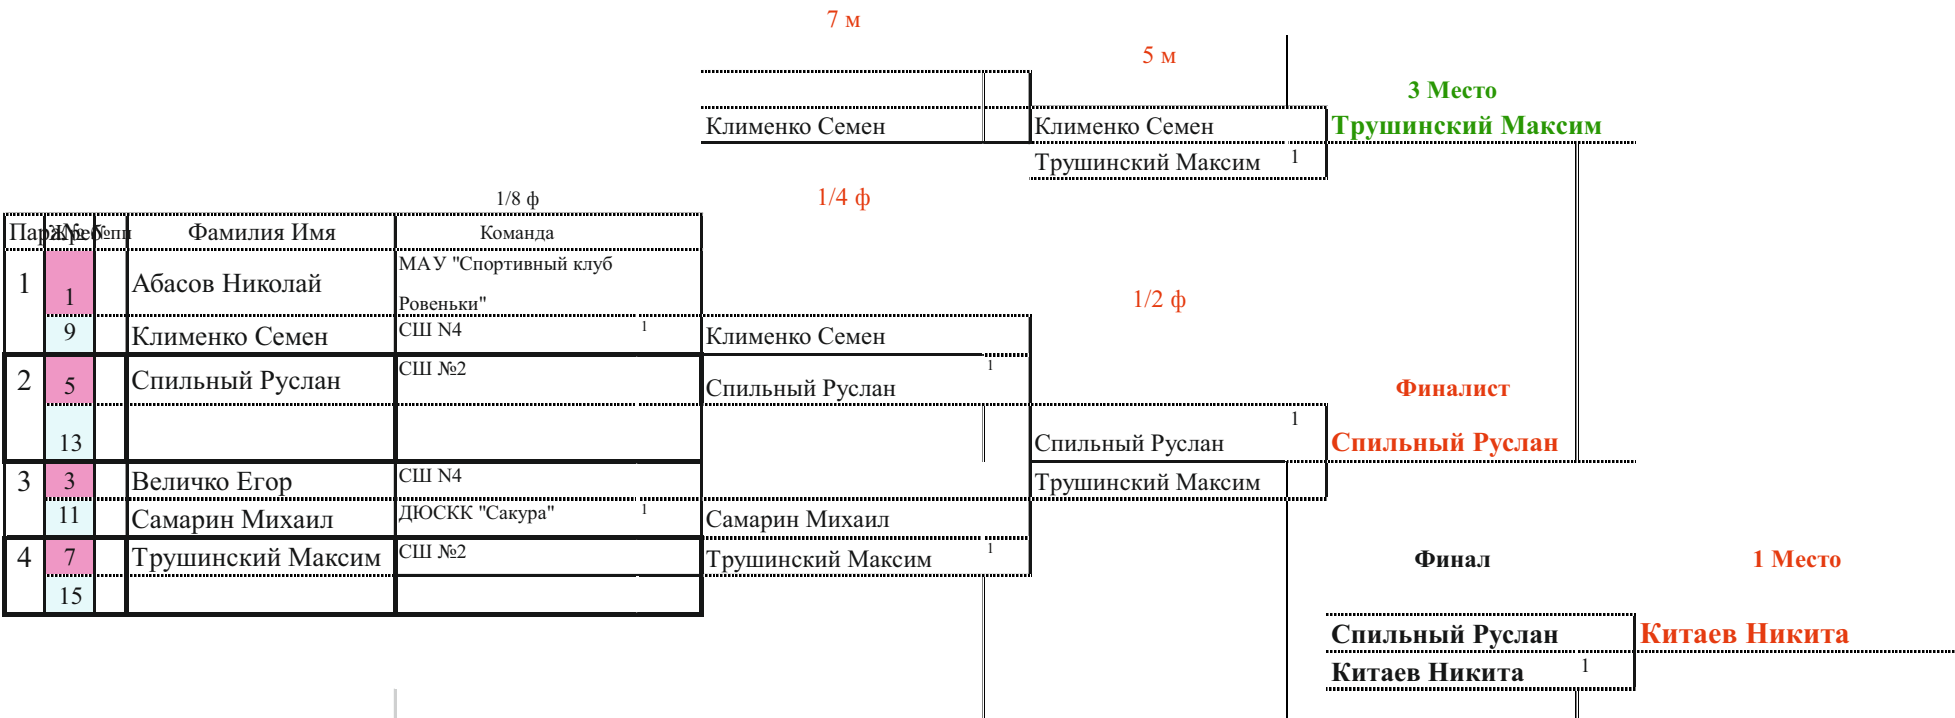 7 м
5 м
3 Место
Клименко Семен Клименко Семен Трушинский Максим
Трушинский Максим 1
1/8 ф 1/4 ф
Пара № Жреб №пп Фамилия Имя Команда
МАУ "Спортивный клуб
1 1 Абасов Николай
Ровеньки"
1/2 ф
9 Клименко Семен СШ N4 1 Клименко Семен
2 5 Спильный Руслан СШ №2 Спильный Руслан 1
Финалист
13 Спильный Руслан 1 Спильный Руслан
3 3 Величко Егор СШ N4 Трушинский Максим
11 Самарин Михаил ДЮСКК "Сакура" 1 Самарин Михаил
4 7 Трушинский Максим СШ №2 Трушинский Максим 1
Финал 1 Место
15
Спильный Руслан Китаев Никита
Китаев Никита 1